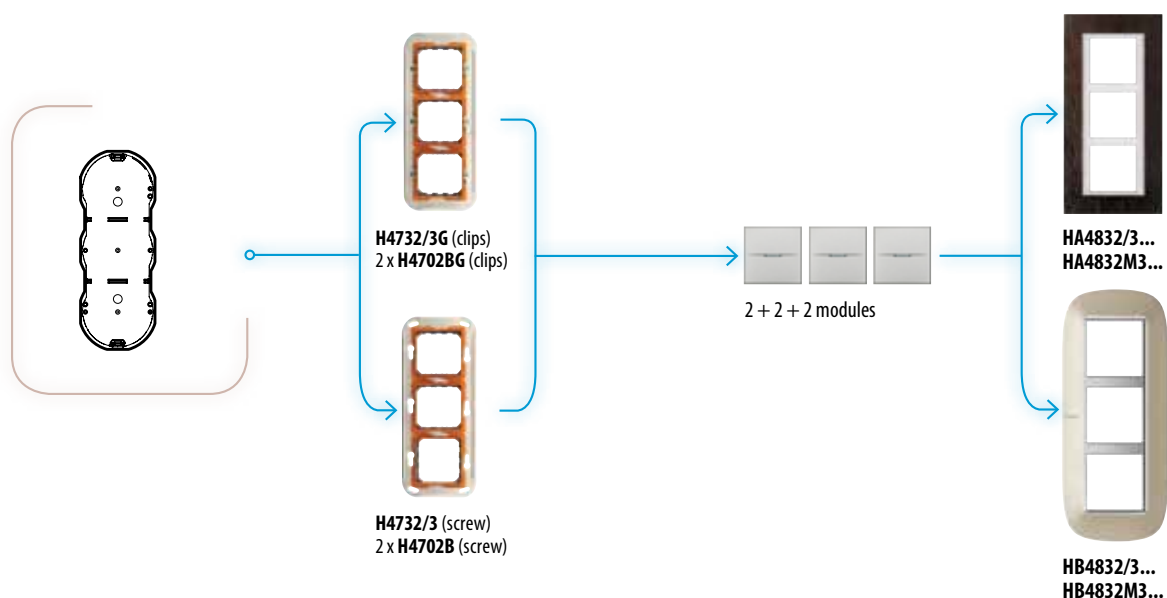 H4732/3G (clips)
2 x H4702BG (clips)
H4732/3 (screw)
2 x H4702B (screw)
2 + 2 + 2 modules
HA4832/3...
HA4832M3...
HB4832/3...
HB4832M3...